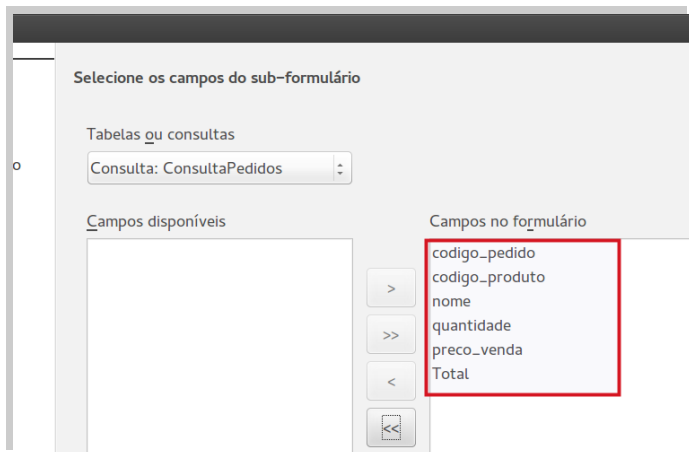 Selecione os campos do sub-formulário
Tabelas ou consultas
o
Consulta: ConsultaPedidos
Campos disponíveis
Campos no formulário
codigo_pedido
codigo_produto
nome
quantidade
preco_venda
Total
>
>>
<
<<